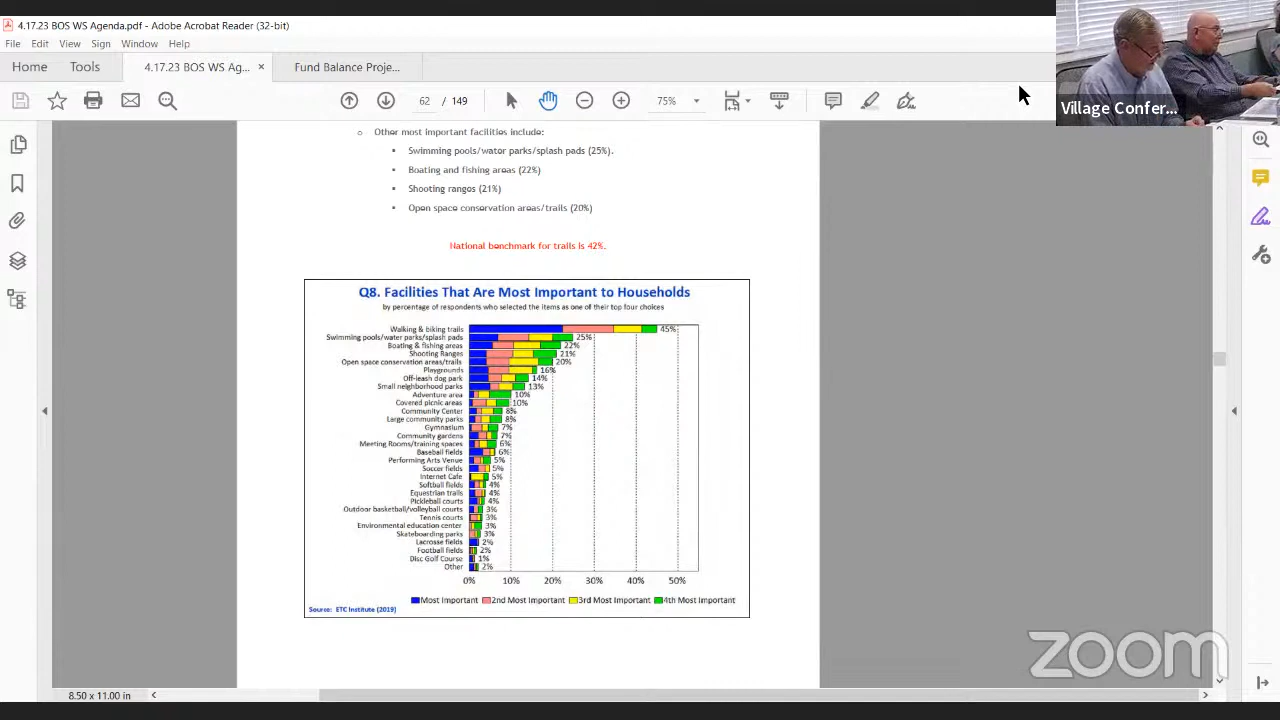 4.17.23 BOS WS Agenda.pdf - Adobe Acrobat Reader (32-bit)
File Edit View Sign Window Help
Home Tools 4.17.23 BOS WS Ag... × Fund Balance Proje...
62 / 149 75%
Village Confer...
Other most important facilities include:
Swimming pools/water parks/splash pads (25%).
Boating and fishing areas (22%)
Shooting ranges (21%)
Open space conservation areas/trails (20%)
National benchmark for trails is 42%.
Q8. Facilities That Are Most Important to Households
by percentage of respondents who selected the items as one of their top four choices
Walking & biking trails 45%
Swimming pools/water parks/splash pads 25%
Boating & fishing areas 22%
Shooting Ranges 21%
Open space conservation areas/trails 20%
Playgrounds 16%
Off-leash dog park 14%
Small neighborhood parks 13%
Adventure area 10%
Covered picnic areas 10%
Community Center 8%
Large community parks 8%
Gymnasium 7%
Community gardens 7%
Meeting Rooms/training spaces 6%
Baseball fields 6%
Performing Arts Venue 5%
Soccer fields 5%
Internet Cafe 5%
Softball fields 4%
Equestrian trails 4%
Pickleball courts 4%
Outdoor basketball/volleyball courts 3%
Tennis courts 3%
Environmental education center 3%
Skateboarding parks 3%
Lacrosse fields 2%
Football fields 2%
Disc Golf Course 1%
Other 2%
0% 10% 20% 30% 40% 50%
Most Important 2nd Most Important 3rd Most Important 4th Most Important
Source: ETC Institute (2019)
zoom
8.50 x 11.00 in